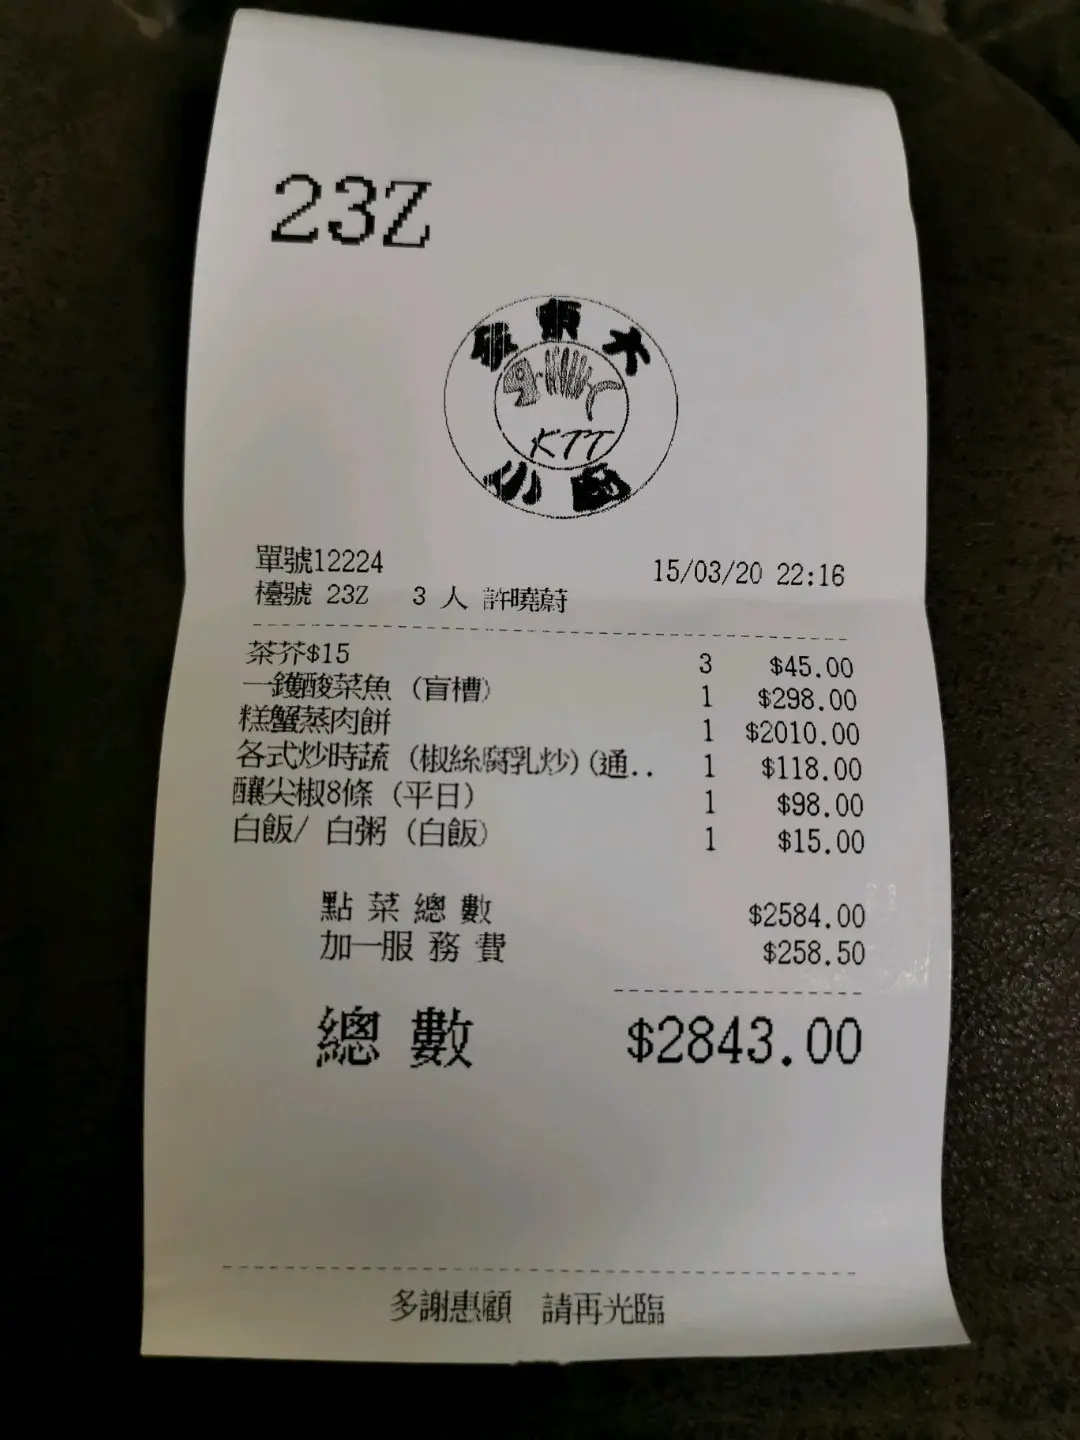 23Z
大
KTT
小
單號12224 15/03/20 22:16
檯號 23Z 3 人 許曉蔚
茶芥$15 3 $45.00
一鑊酸菜魚 (盲槽) 1 $298.00
糕蟹蒸肉餅 1 $2010.00
各式炒時蔬 (椒絲腐乳炒)(通.. 1 $118.00
釀尖椒8條 (平日) 1 $98.00
白飯/ 白粥 (白飯) 1 $15.00
點菜總數 $2584.00
加一服務費 $258.50
總數 $2843.00
多謝惠顧 請再光臨